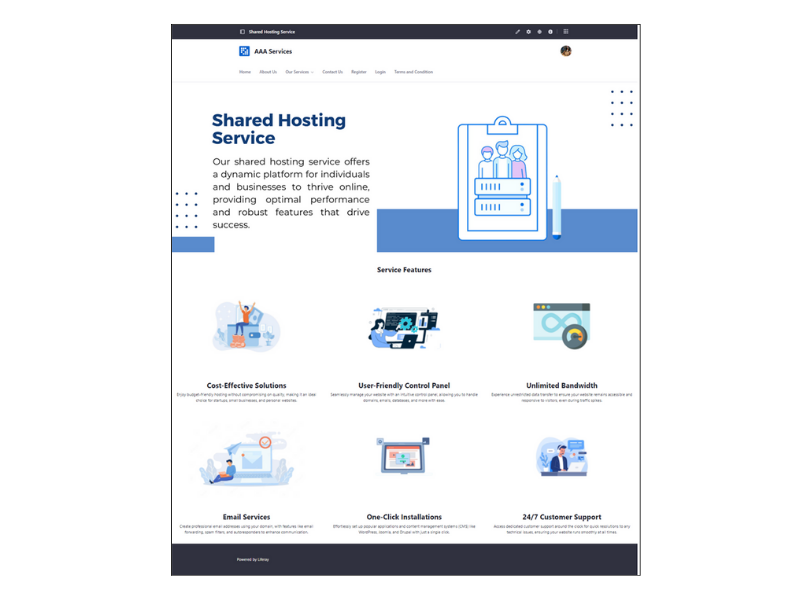 Shared Hosting Service
AAA Services
Home About Us Our Services Contact Us Register Login Terms and Condition
Shared Hosting
Service
Our shared hosting service offers
a dynamic platform for individuals
and businesses to thrive online,
providing optimal performance
and robust features that drive
success.
Service Features
Cost-Effective Solutions
Enjoy budget-friendly hosting without compromising on quality, making it an ideal
choice for startups, small businesses, and personal websites.
User-Friendly Control Panel
Seamlessly manage your website with an intuitive control panel, allowing you to handle
domains, emails, databases, and more with ease.
Unlimited Bandwidth
Experience unrestricted data transfer to ensure your website remains accessible and
responsive to visitors, even during traffic spikes.
Email Services
Create professional email addresses using your domain, with features like email
forwarding, spam filters, and autoresponders to enhance communication.
One-Click Installations
Effortlessly set up popular applications and content management systems (CMS) like
WordPress, Joomla, and Drupal with just a single click.
24/7 Customer Support
Access dedicated customer support around the clock for quick resolutions to any
technical issues, ensuring your website runs smoothly at all times.
Powered by Liferay